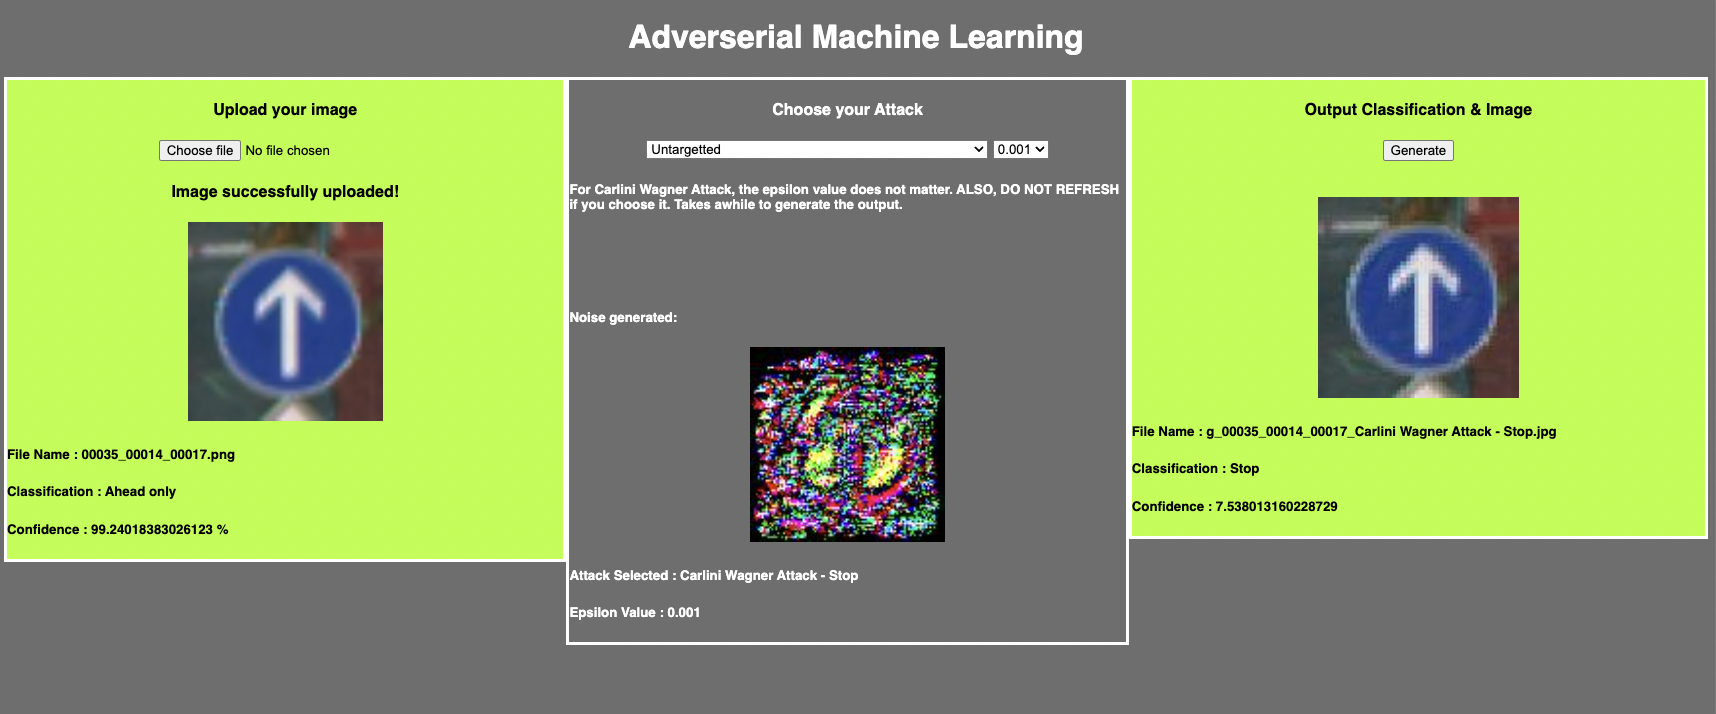 Adverserial Machine Learning
Upload your image
Choose file No file chosen
Image successfully uploaded!
File Name : 00035_00014_00017.png
Classification : Ahead only
Confidence : 99.24018383026123 %
Choose your Attack
Untargetted 0.001
For Carlini Wagner Attack, the epsilon value does not matter. ALSO, DO NOT REFRESH
if you choose it. Takes awhile to generate the output.
Noise generated:
Attack Selected : Carlini Wagner Attack - Stop
Epsilon Value : 0.001
Output Classification & Image
Generate
File Name : g_00035_00014_00017_Carlini Wagner Attack - Stop.jpg
Classification : Stop
Confidence : 7.538013160228729